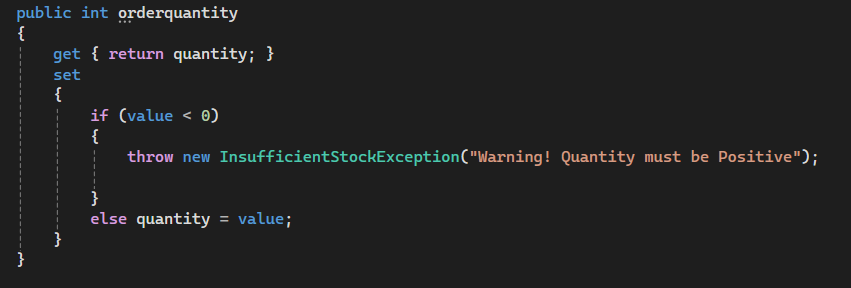 public int orderquantity
{
get { return quantity; }
set
{
if (value < 0)
{
throw new InsufficientStockException("Warning! Quantity must be Positive");
}
else quantity = value;
}
}